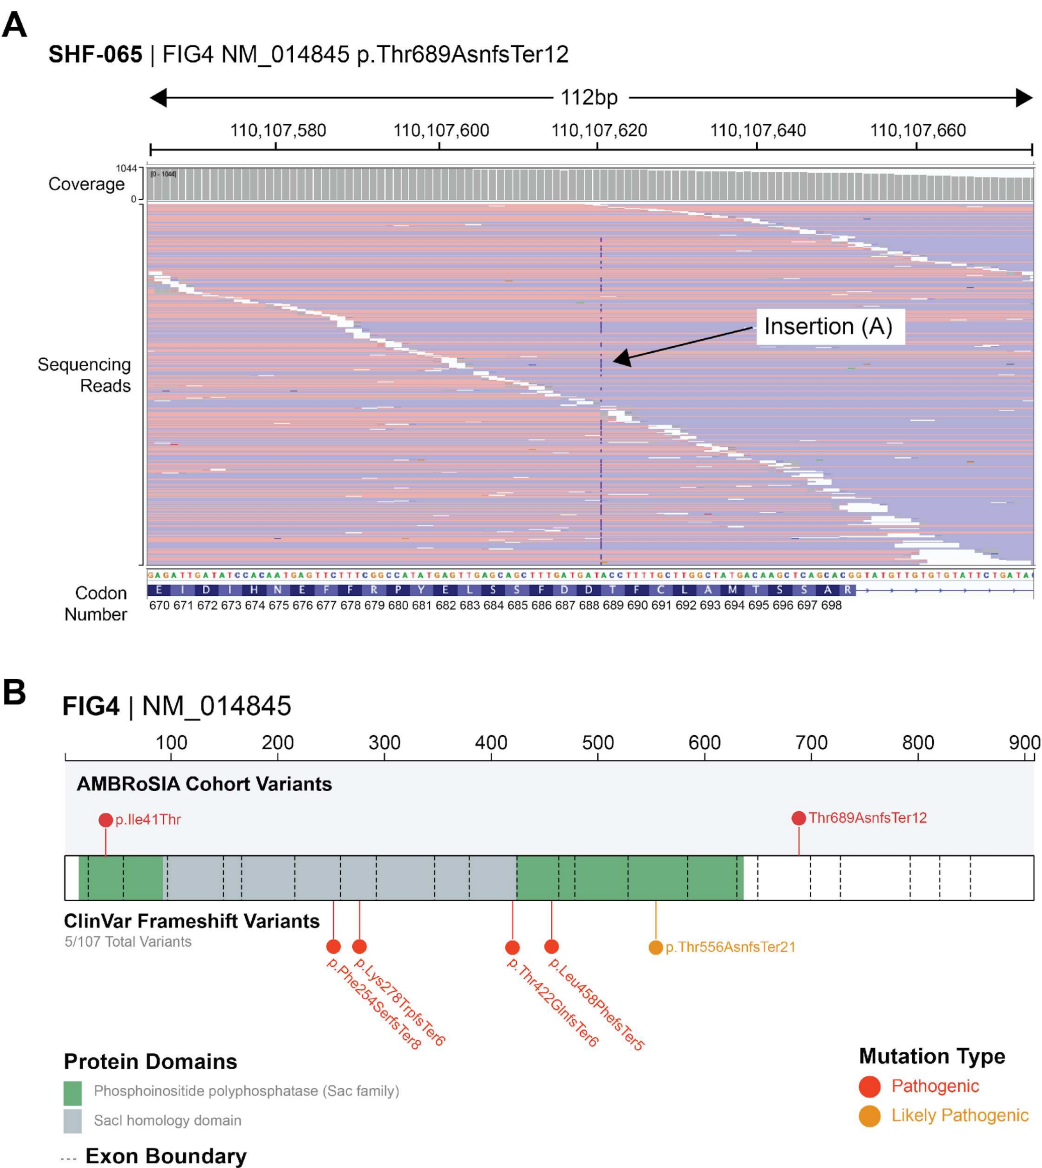 A
SHF-065 | FIG4 NM_014845 p.Thr689AsnfsTer12
112bp
110,107,580 110,107,600 110,107,620 110,107,640 110,107,660
1044
[0 - 1044]
Coverage
0
Insertion (A)
Sequencing
Reads
GAGATTGATATCCACAATGAGTTCTTTCGGCCATATGAGTTGAGCAGCTTTGATGATACCTTTTGCTTGGCTATGACAAGCTCAGCACGGTATGTTGTGTGTATTCTGATAC
E I D I H N E F F R P Y E L S S F D D T F C L A M T S S A R
670 671 672 673 674 675 676 677 678 679 680 681 682 683 684 685 686 687 688 689 690 691 692 693 694 695 696 697 698
Codon
Number
B
FIG4 | NM_014845
100 200 300 400 500 600 700 800 900
AMBRoSIA Cohort Variants
p.Ile41Thr
Thr689AsnfsTer12
ClinVar Frameshift Variants
5/107 Total Variants
p.Phe254SerfsTer8
p.Lys278TrpfsTer6
p.Thr422GlnfsTer6
p.Leu458PhefsTer5
p.Thr556AsnfsTer21
Protein Domains
Phosphoinositide polyphosphatase (Sac family)
SacI homology domain
Exon Boundary
Mutation Type
Pathogenic
Likely Pathogenic